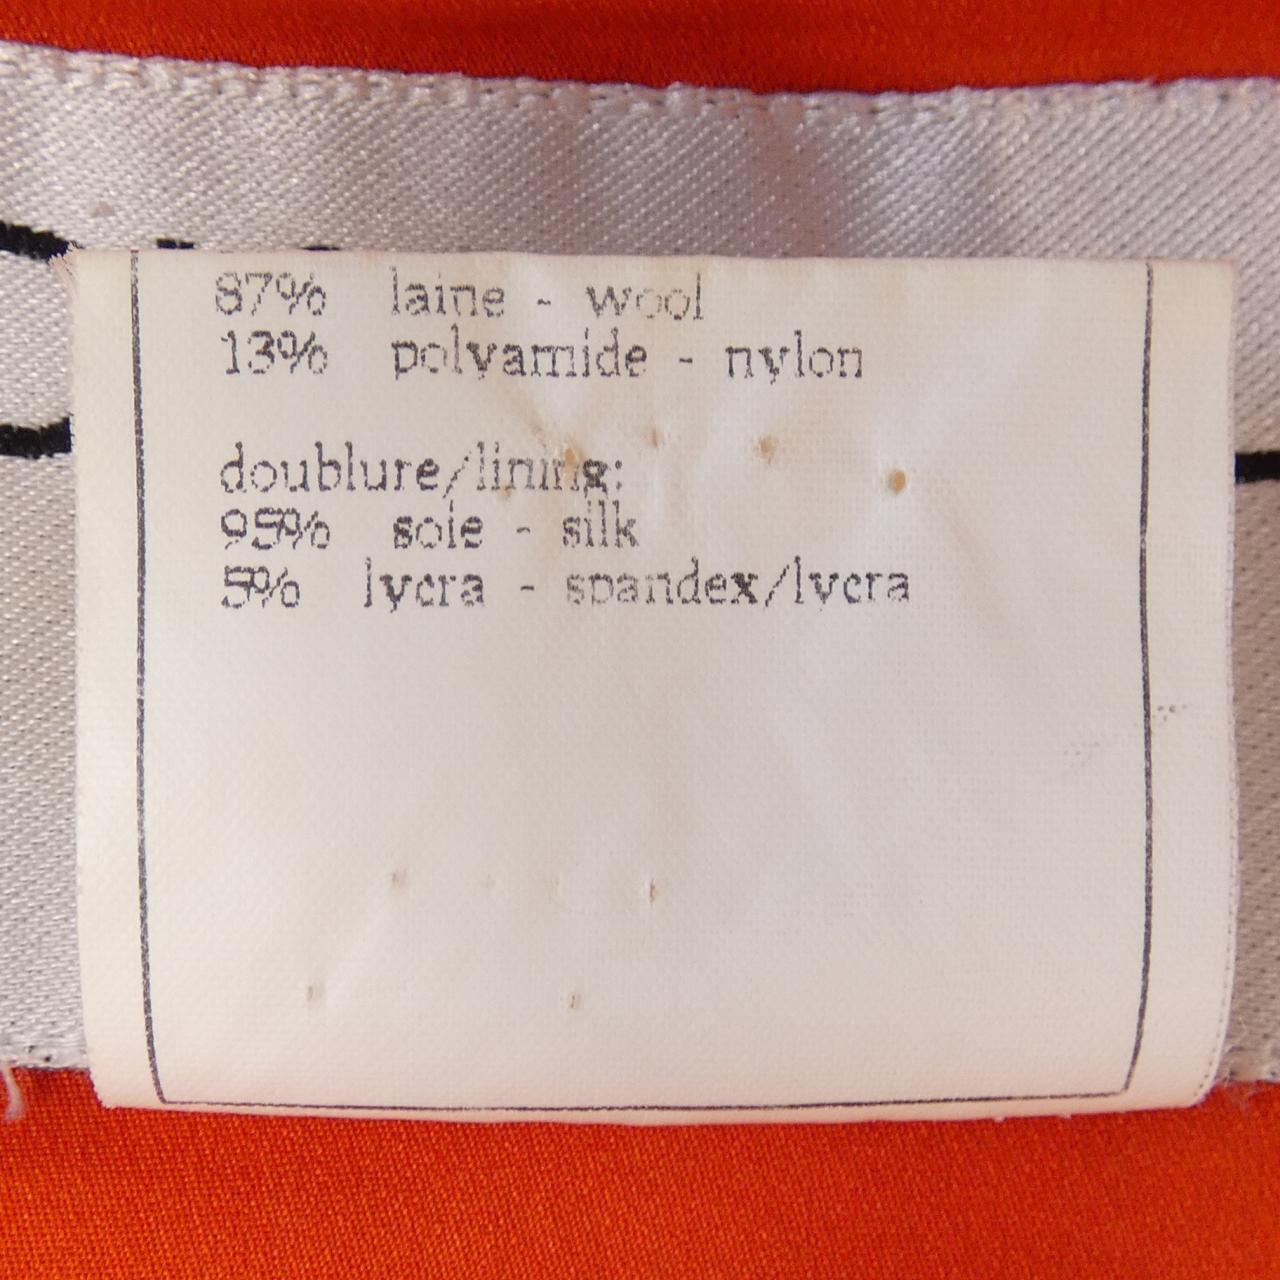 87% laine - wool
13% polyamide - nylon
doublure/lining:
95% soie - silk
5% lycra - spandex/lycra